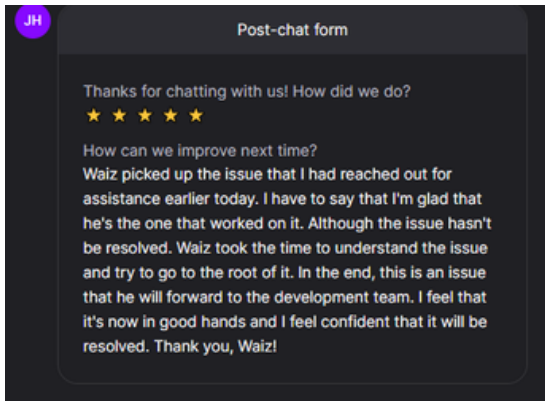 JH
Post-chat form
Thanks for chatting with us! How did we do?
How can we improve next time?
Waiz picked up the issue that I had reached out for
assistance earlier today. I have to say that I'm glad that
he's the one that worked on it. Although the issue hasn't
be resolved. Waiz took the time to understand the issue
and try to go to the root of it. In the end, this is an issue
that he will forward to the development team. I feel that
it's now in good hands and I feel confident that it will be
resolved. Thank you, Waiz!